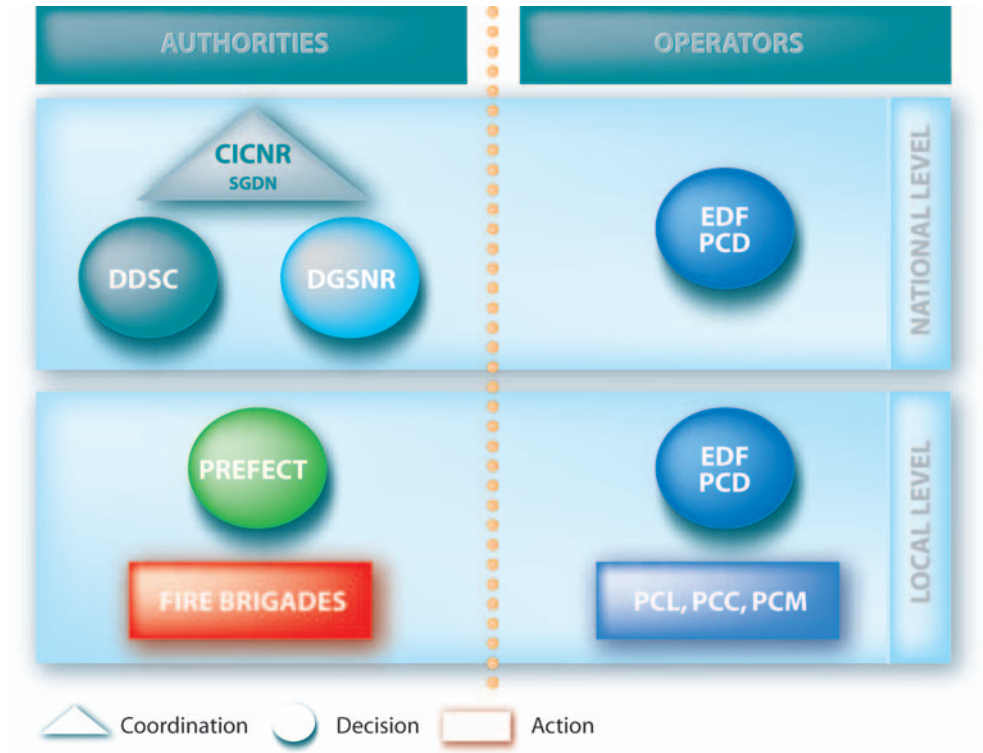 AUTHORITIES
OPERATORS
CICNR
SGDN
DDSC
DGSNR
EDF
PCD
NATIONAL LEVEL
PREFECT
FIRE BRIGADES
EDF
PCD
PCL, PCC, PCM
LOCAL LEVEL
Coordination
Decision
Action